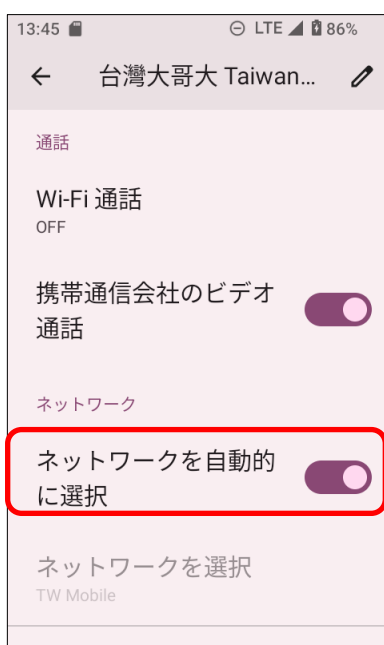 13:45 LTE 86%
台灣大哥大 Taiwan...
通話
Wi-Fi 通話
OFF
携帯通信会社のビデオ
通話
ネットワーク
ネットワークを自動的
に選択
ネットワークを選択
TW Mobile